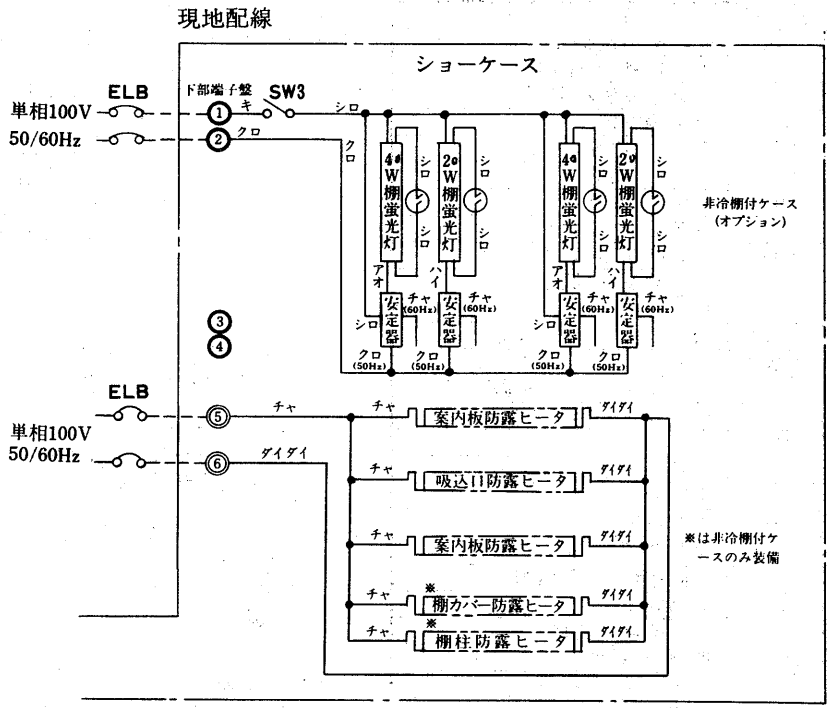 現地配線
ショーケース
ELB
下部端子盤
SW3
単相100V
50/60Hz
①
キ
シロ
②
クロ
クロ
40W棚蛍光灯
シロ
シロ
20W棚蛍光灯
シロ
シロ
40W棚蛍光灯
シロ
シロ
20W棚蛍光灯
シロ
シロ
非冷棚付ケース
(オプション)
アオ
ハイ
アオ
ハイ
安定器
チャ
(60Hz)
安定器
チャ
(60Hz)
安定器
チャ
(60Hz)
安定器
チャ
(60Hz)
シロ
シロ
クロ
(50Hz)
クロ
(50Hz)
クロ
(50Hz)
クロ
(50Hz)
③
④
ELB
単相100V
50/60Hz
⑤
チャ
チャ
案内板防露ヒータ
ダイダイ
⑥
ダイダイ
チャ
吸込口防露ヒータ
ダイダイ
チャ
案内板防露ヒータ
ダイダイ
※は非冷棚付ケ
ースのみ装備
※
チャ
棚カバー防露ヒータ
ダイダイ
※
チャ
棚柱防露ヒータ
ダイダイ